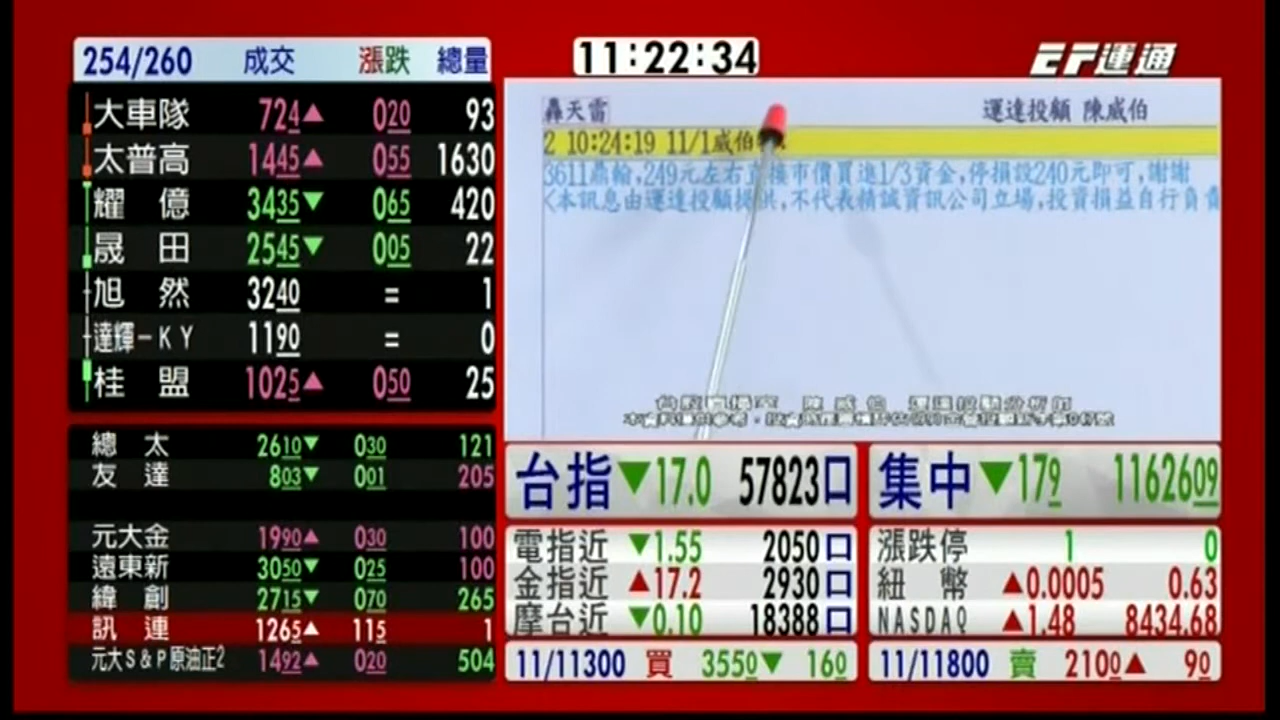 254/260 成交 漲跌 總量
大車隊 724▲ 020 93
太普高 1445▲ 055 1630
耀 億 3435▼ 065 420
晟 田 2545▼ 005 22
旭 然 3240 = 1
達輝-KY 1190 = 0
桂 盟 1025▲ 050 25
總 太 2610▼ 030 121
友 達 803▼ 001 205
元大金 1990▲ 030 100
遠東新 3050▼ 025 100
緯 創 2715▼ 070 265
訊 連 1265▲ 115 1
元大S&P原油正2 1492▲ 020 504
11:22:34
EF運通
轟天雷 運達投顧 陳威伯
2 10:24:19 11/1威伯
3611鼎翰,249元左右直接市價買進1/3資金,停損設240元即可,謝謝
<本訊息由運達投顧提供,不代表精誠資訊公司立場,投資損益自行負責
台指▼17.0 57823口
電指近 ▼1.55 2050口
金指近 ▲17.2 2930口
摩台近 ▼0.10 18388口
11/11300 買 3550▼ 160
集中▼179 1162609
漲跌停 1 0
紐 幣 ▲0.0005 0.63
NASDAQ ▲1.48 8434.68
11/11800 賣 2100▲ 90